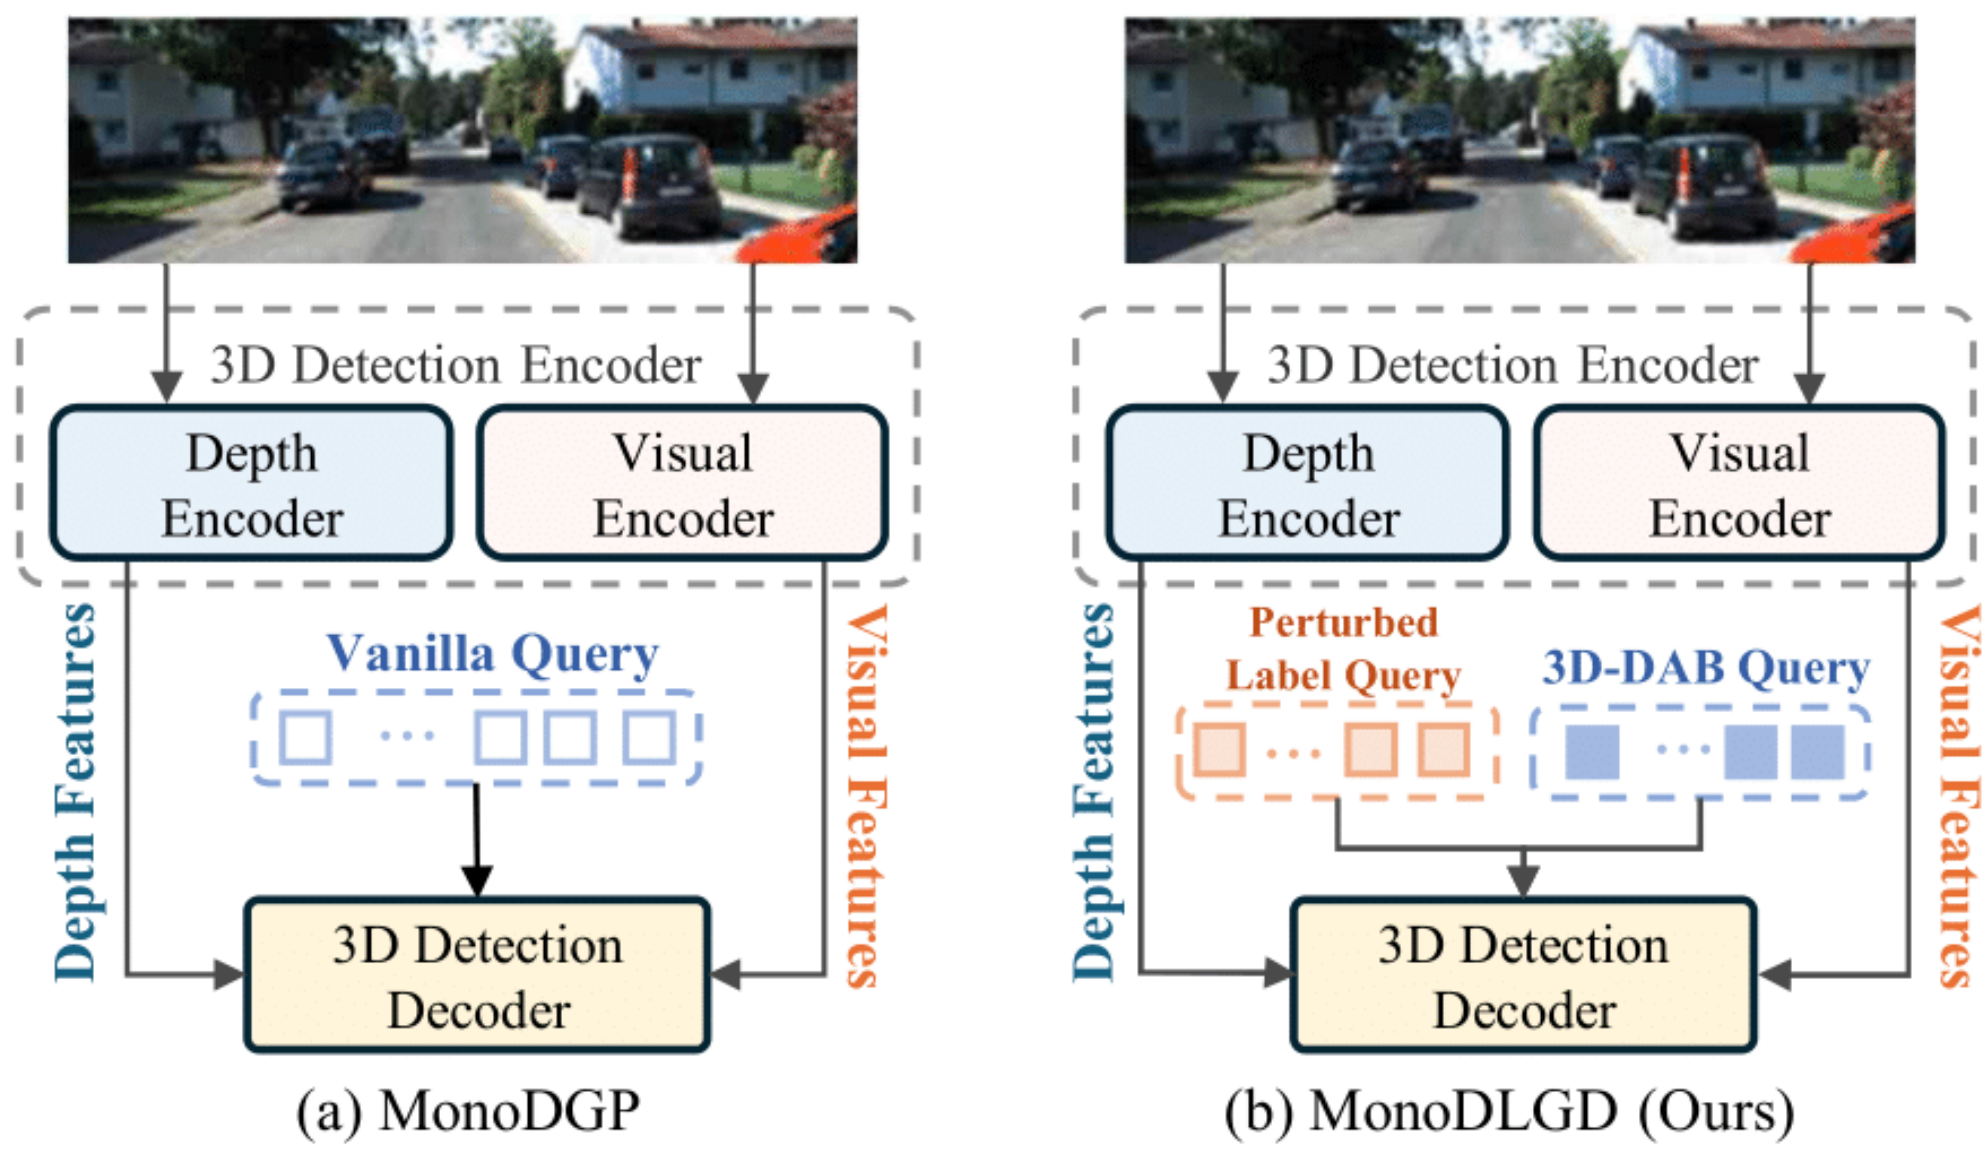 3D Detection Encoder
Depth
Encoder
Visual
Encoder
Depth Features
Vanilla Query
...
Visual Features
3D Detection
Decoder
(a) MonoDGP
3D Detection Encoder
Depth
Encoder
Visual
Encoder
Depth Features
Perturbed
Label Query
...
3D-DAB Query
...
Visual Features
3D Detection
Decoder
(b) MonoDLGD (Ours)